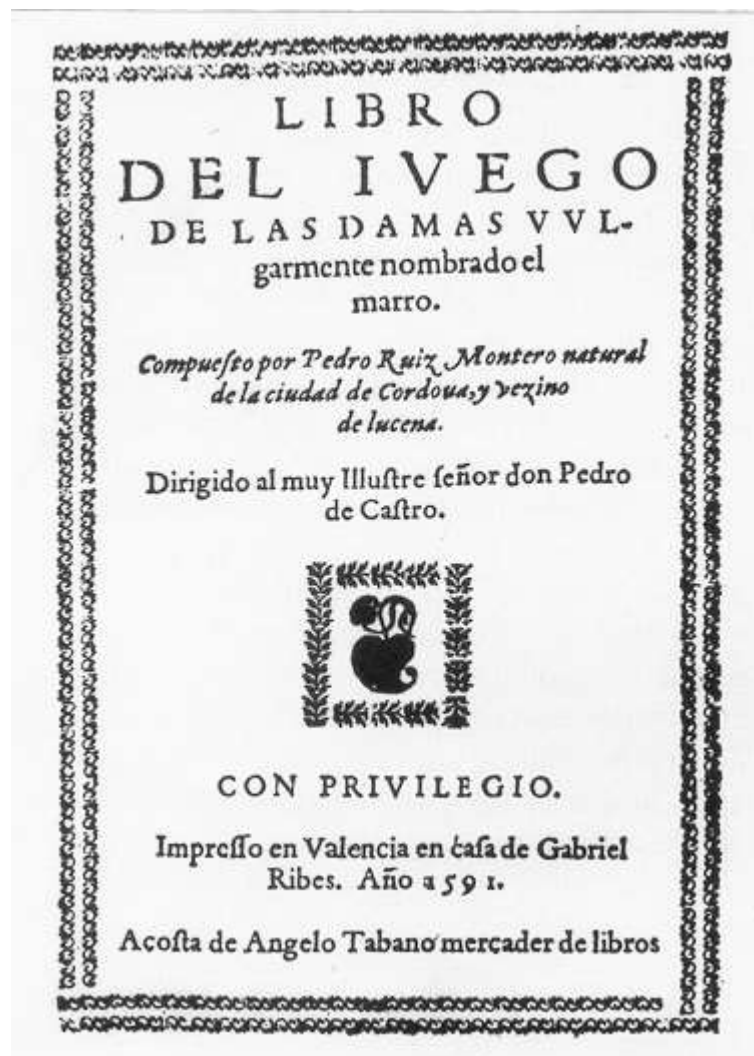 LIBRO
DEL IVEGO
DE LAS DAMAS VVL-
garmente nombrado el
marro.
Compueſto por Pedro Ruiz Montero natural
de la ciudad de Cordoua, y vezino
de lucena.
Dirigido al muy Illuſtre ſeñor don Pedro
de Caſtro.
CON PRIVILEGIO.
Impreſſo en Valencia en caſa de Gabriel
Ribes. Año 1591.
Acoſta de Angelo Tabano mercader de libros